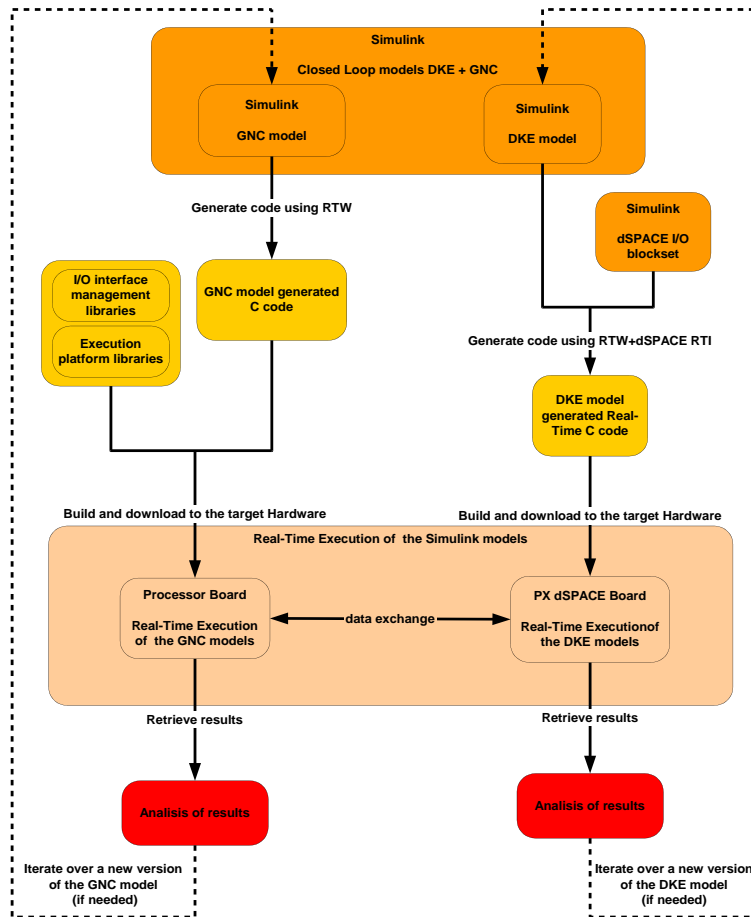 Simulink
Closed Loop models DKE + GNC
Simulink
GNC model
Simulink
DKE model
Generate code using RTW
Simulink
dSPACE I/O
blockset
I/O interface
management
libraries
Execution
platform libraries
GNC model generated
C code
Generate code using RTW+dSPACE RTI
DKE model
generated Real-
Time C code
Build and download to the target Hardware
Build and download to the target Hardware
Real-Time Execution of the Simulink models
Processor Board
Real-Time Execution
of the GNC models
data exchange
PX dSPACE Board
Real-Time Executionof
the DKE models
Retrieve results
Retrieve results
Analisis of results
Analisis of results
Iterate over a new version
of the GNC model
(if needed)
Iterate over a new version
of the DKE model
(if needed)